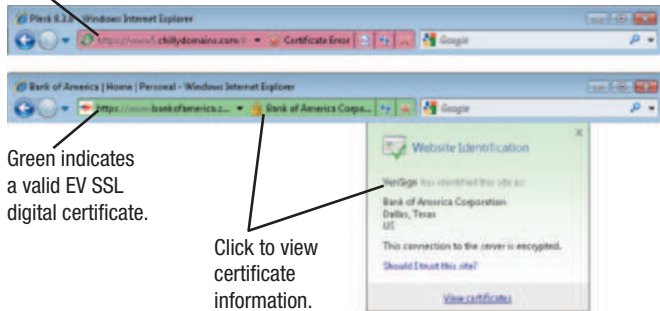 Plesk 8.3.0 - Windows Internet Explorer
chillydomains.com
Certificate Error
Google
Bank of America | Home | Personal - Windows Internet Explorer
https://www.bankofamerica.c...
Bank of America Corpo...
Google
Green indicates
a valid EV SSL
digital certificate.
Website Identification
VeriSign has identified this site as:
Bank of America Corporation
Dallas, Texas
US
This connection to the server is encrypted.
Should I trust this site?
View certificates
Click to view
certificate
information.